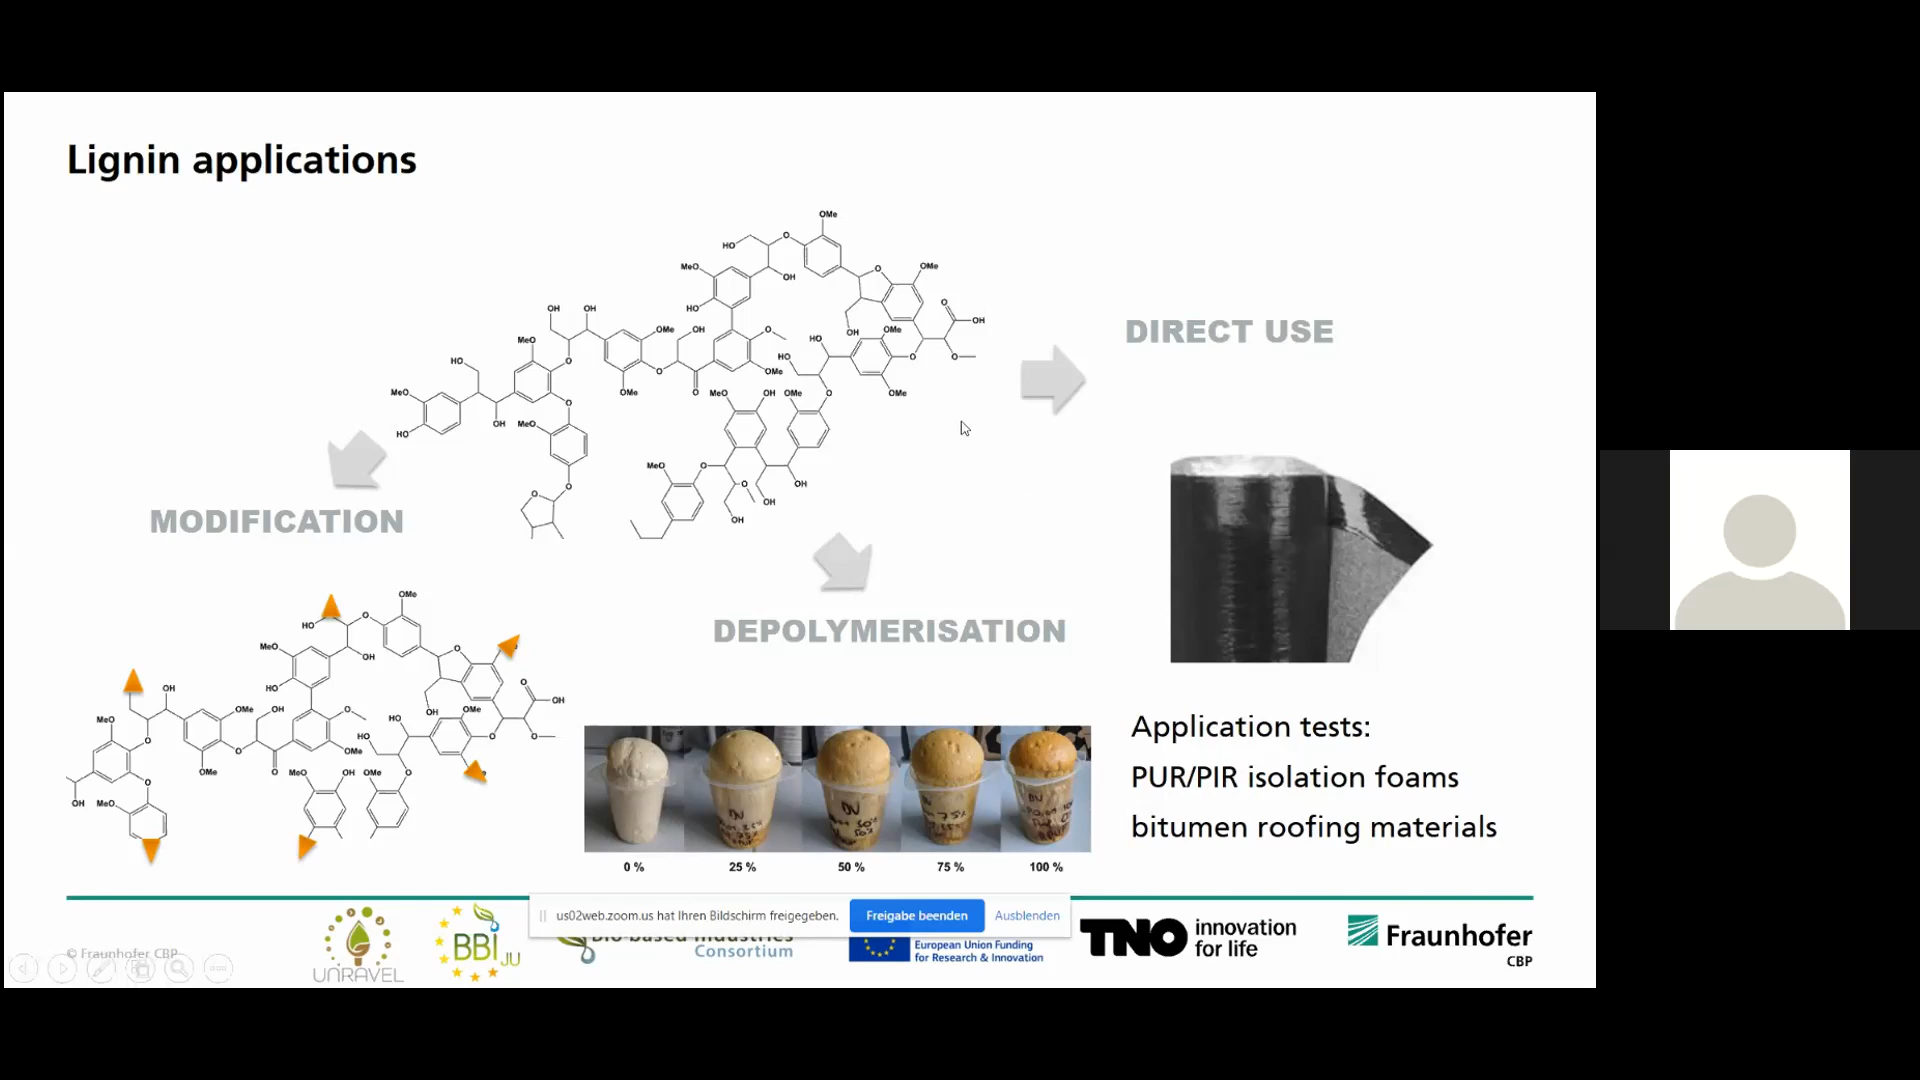 Lignin applications
DIRECT USE
MODIFICATION
DEPOLYMERISATION
0 %
25 %
50 %
75 %
100 %
Application tests:
PUR/PIR isolation foams
bitumen roofing materials
us02web.zoom.us hat Ihren Bildschirm freigegeben.
Freigabe beenden
Ausblenden
© Fraunhofer CBP
UNRAVEL
BBI JU
Bio-based Industries
Consortium
European Union Funding
for Research & Innovation
TNO innovation
for life
Fraunhofer
CBP